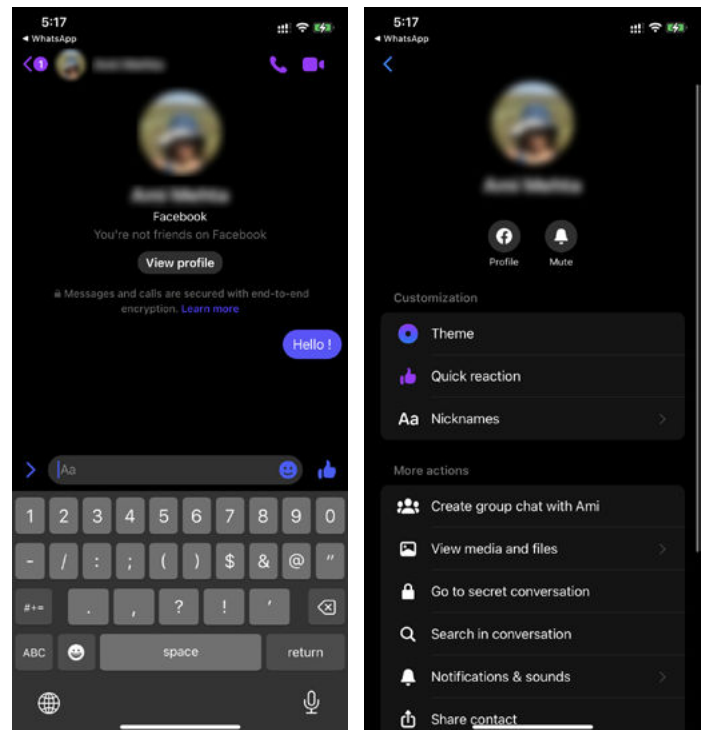 5:17
WhatsApp
1
Facebook
You're not friends on Facebook
View profile
Messages and calls are secured with end-to-end
encryption. Learn more
Hello !
Aa
1 2 3 4 5 6 7 8 9 0
- / : ; ( ) $ & @ "
#+= . , ? ! ' 
ABC space return
5:17
WhatsApp
Profile Mute
Customization
Theme
Quick reaction
Aa Nicknames
More actions
Create group chat with Ami
View media and files
Go to secret conversation
Search in conversation
Notifications & sounds
Share contact